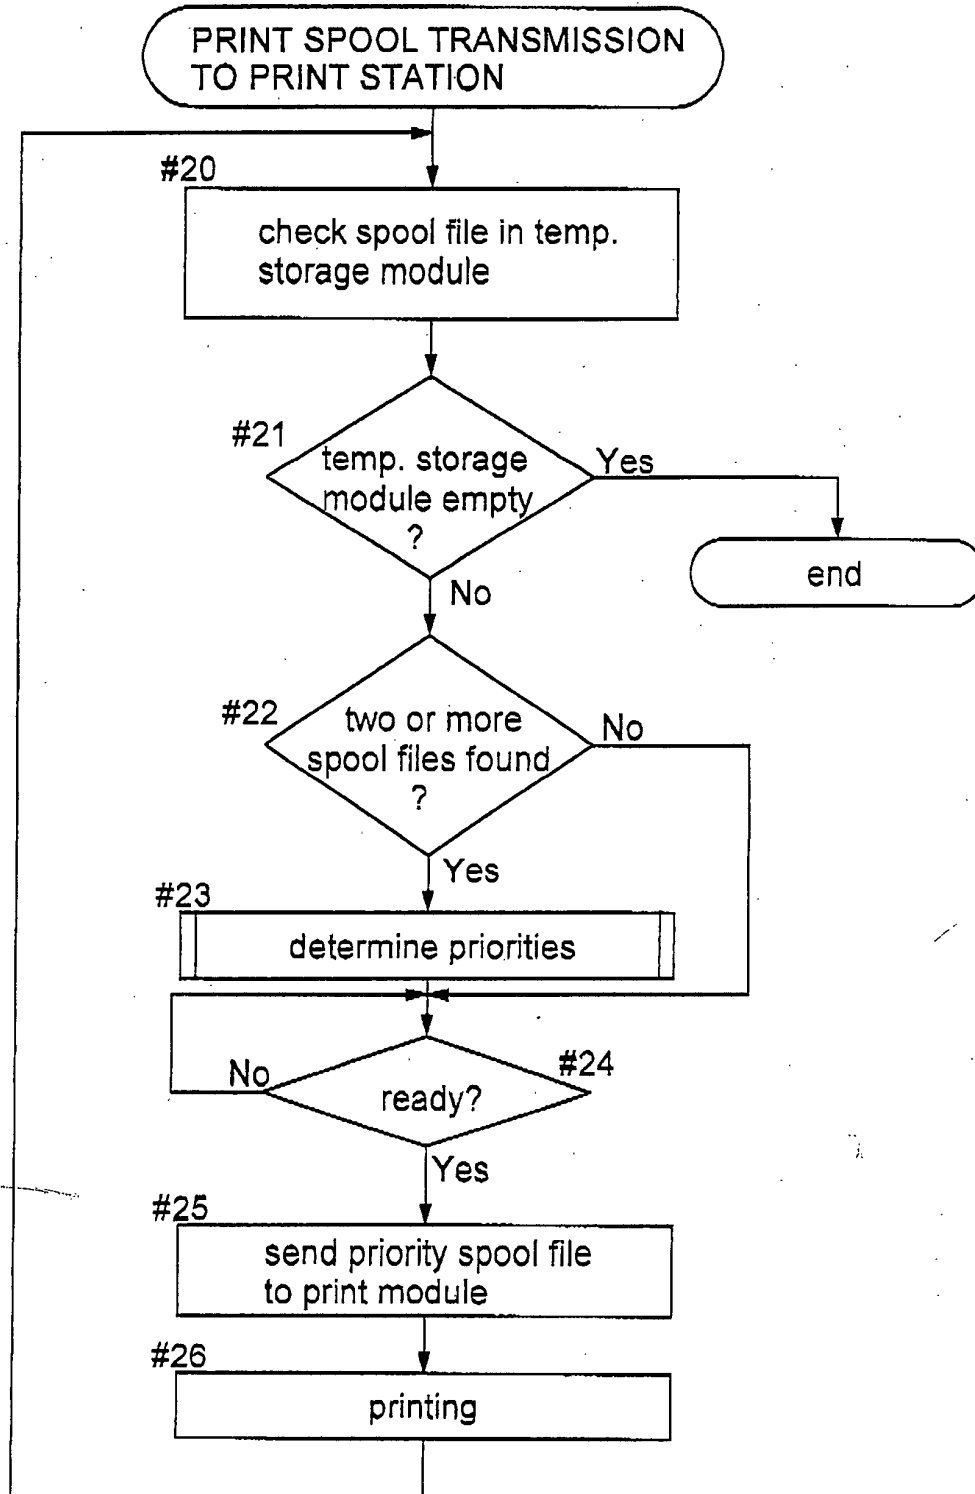 PRINT SPOOL TRANSMISSION
TO PRINT STATION
#20
check spool file in temp.
storage module
#21
temp. storage
module empty
?
Yes
end
No
#22
two or more
spool files found
?
No
Yes
#23
determine priorities
#24
No
ready?
Yes
#25
send priority spool file
to print module
#26
printing